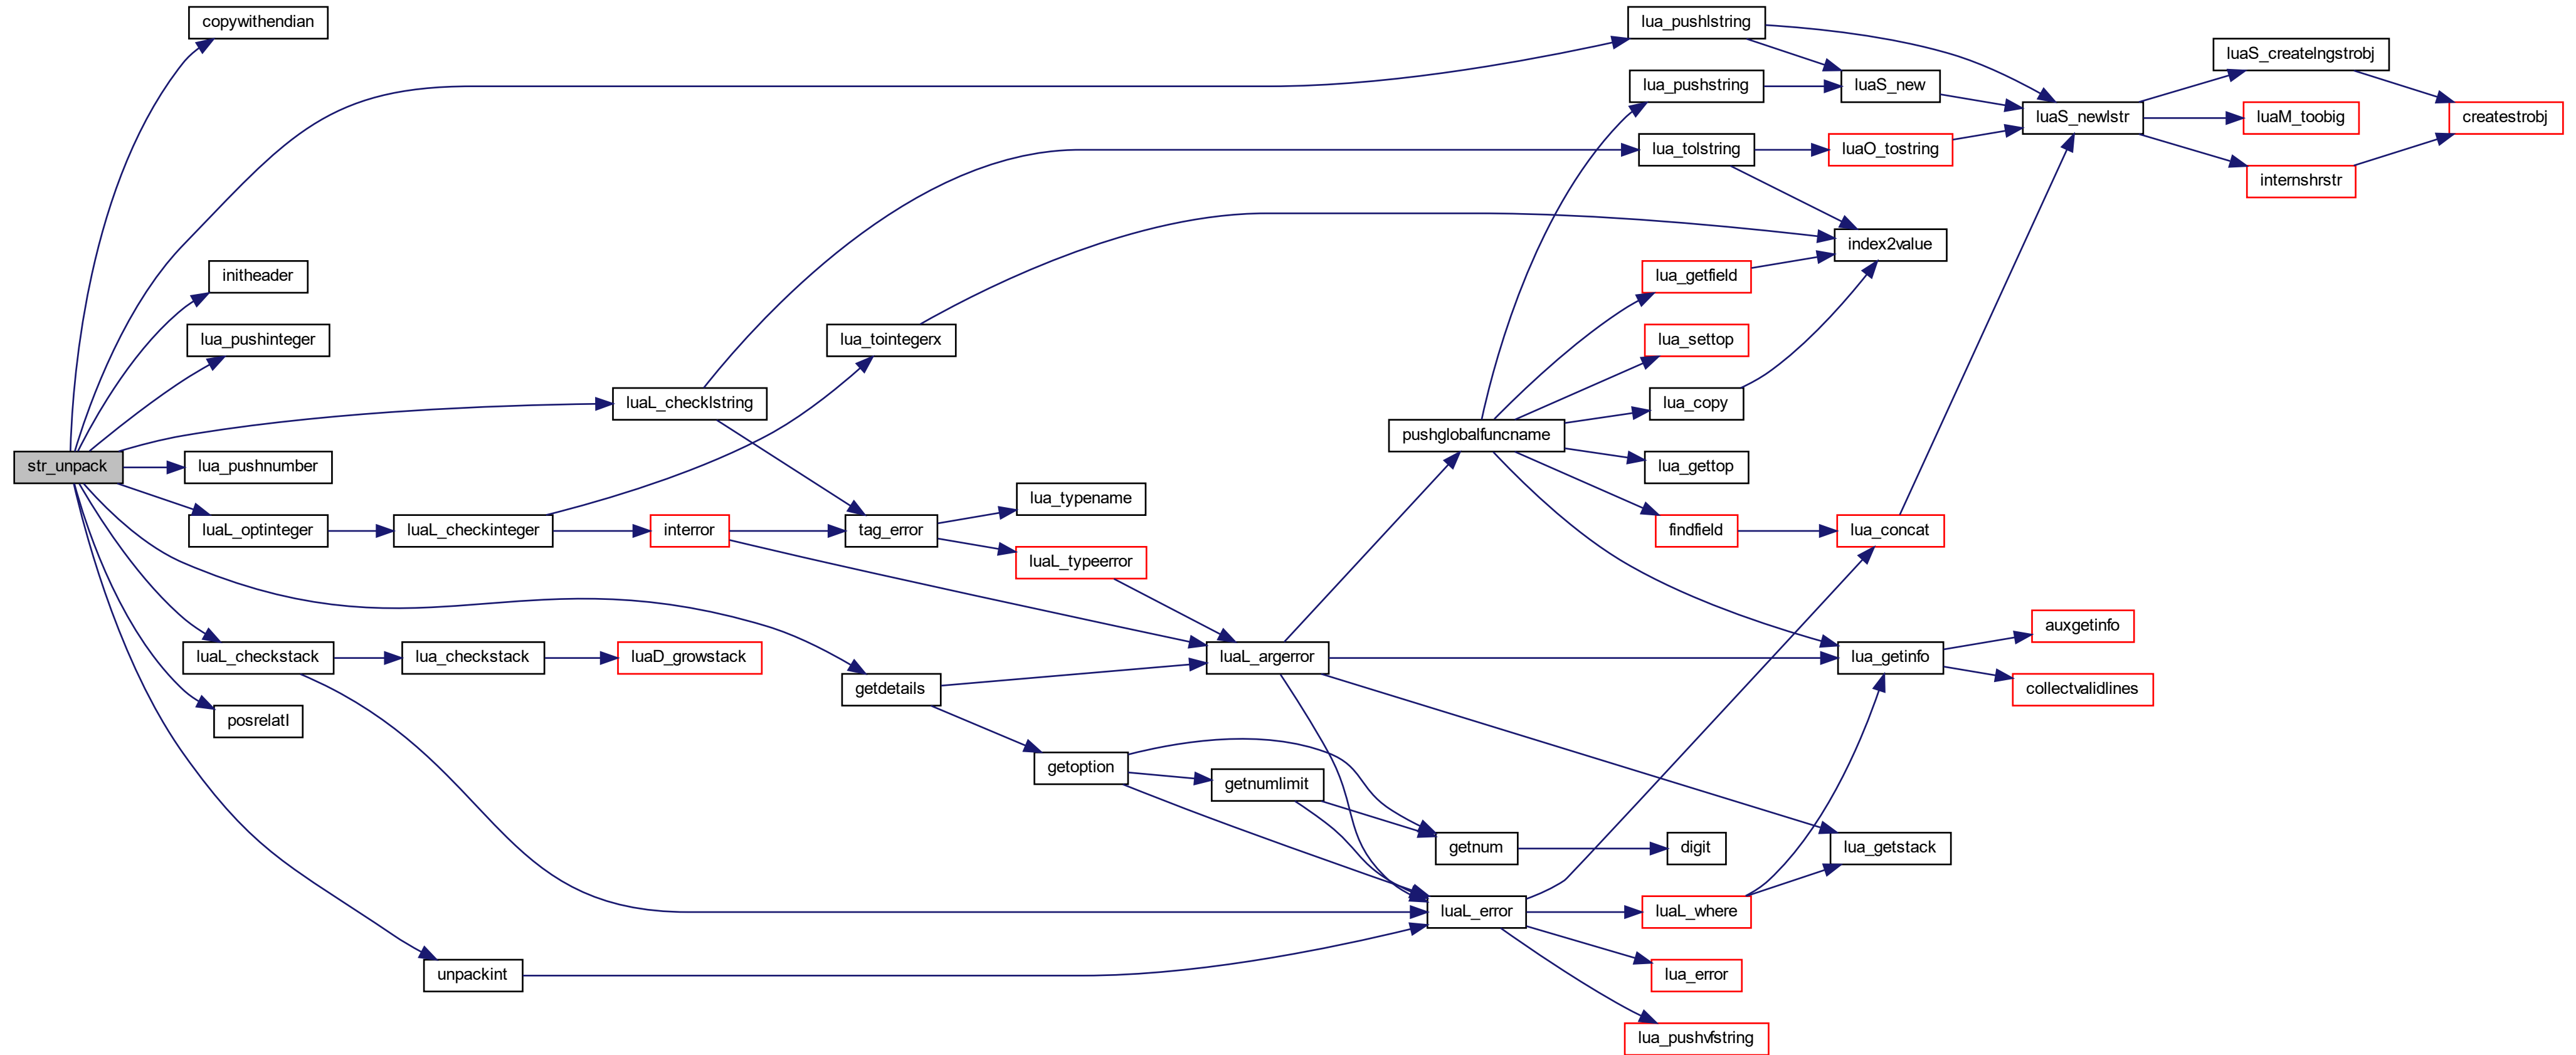 copywithendian
lua_pushlstring
luaS_createlngstrobj
lua_pushstring
luaS_new
luaS_newlstr
luaM_toobig
createstrobj
lua_tolstring
luaO_tostring
internshrstr
index2value
initheader
lua_getfield
lua_pushinteger
lua_tointegerx
lua_settop
luaL_checklstring
lua_copy
pushglobalfuncname
str_unpack
lua_pushnumber
lua_gettop
lua_typename
luaL_optinteger
luaL_checkinteger
interror
tag_error
findfield
lua_concat
luaL_typeerror
auxgetinfo
luaL_checkstack
lua_checkstack
luaD_growstack
luaL_argerror
lua_getinfo
getdetails
collectvalidlines
posrelatI
getoption
getnumlimit
getnum
digit
lua_getstack
luaL_error
luaL_where
unpackint
lua_error
lua_pushvfstring